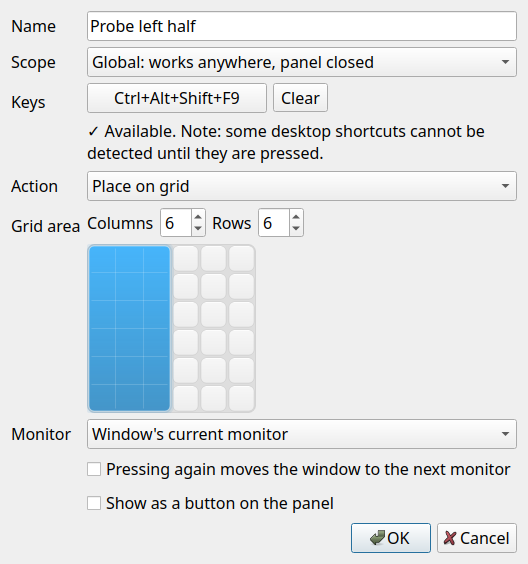 Name Probe left half
Scope Global: works anywhere, panel closed
Keys Ctrl+Alt+Shift+F9 Clear
✓ Available. Note: some desktop shortcuts cannot be
detected until they are pressed.
Action Place on grid
Grid area Columns 6 Rows 6
Monitor Window's current monitor
Pressing again moves the window to the next monitor
Show as a button on the panel
OK Cancel